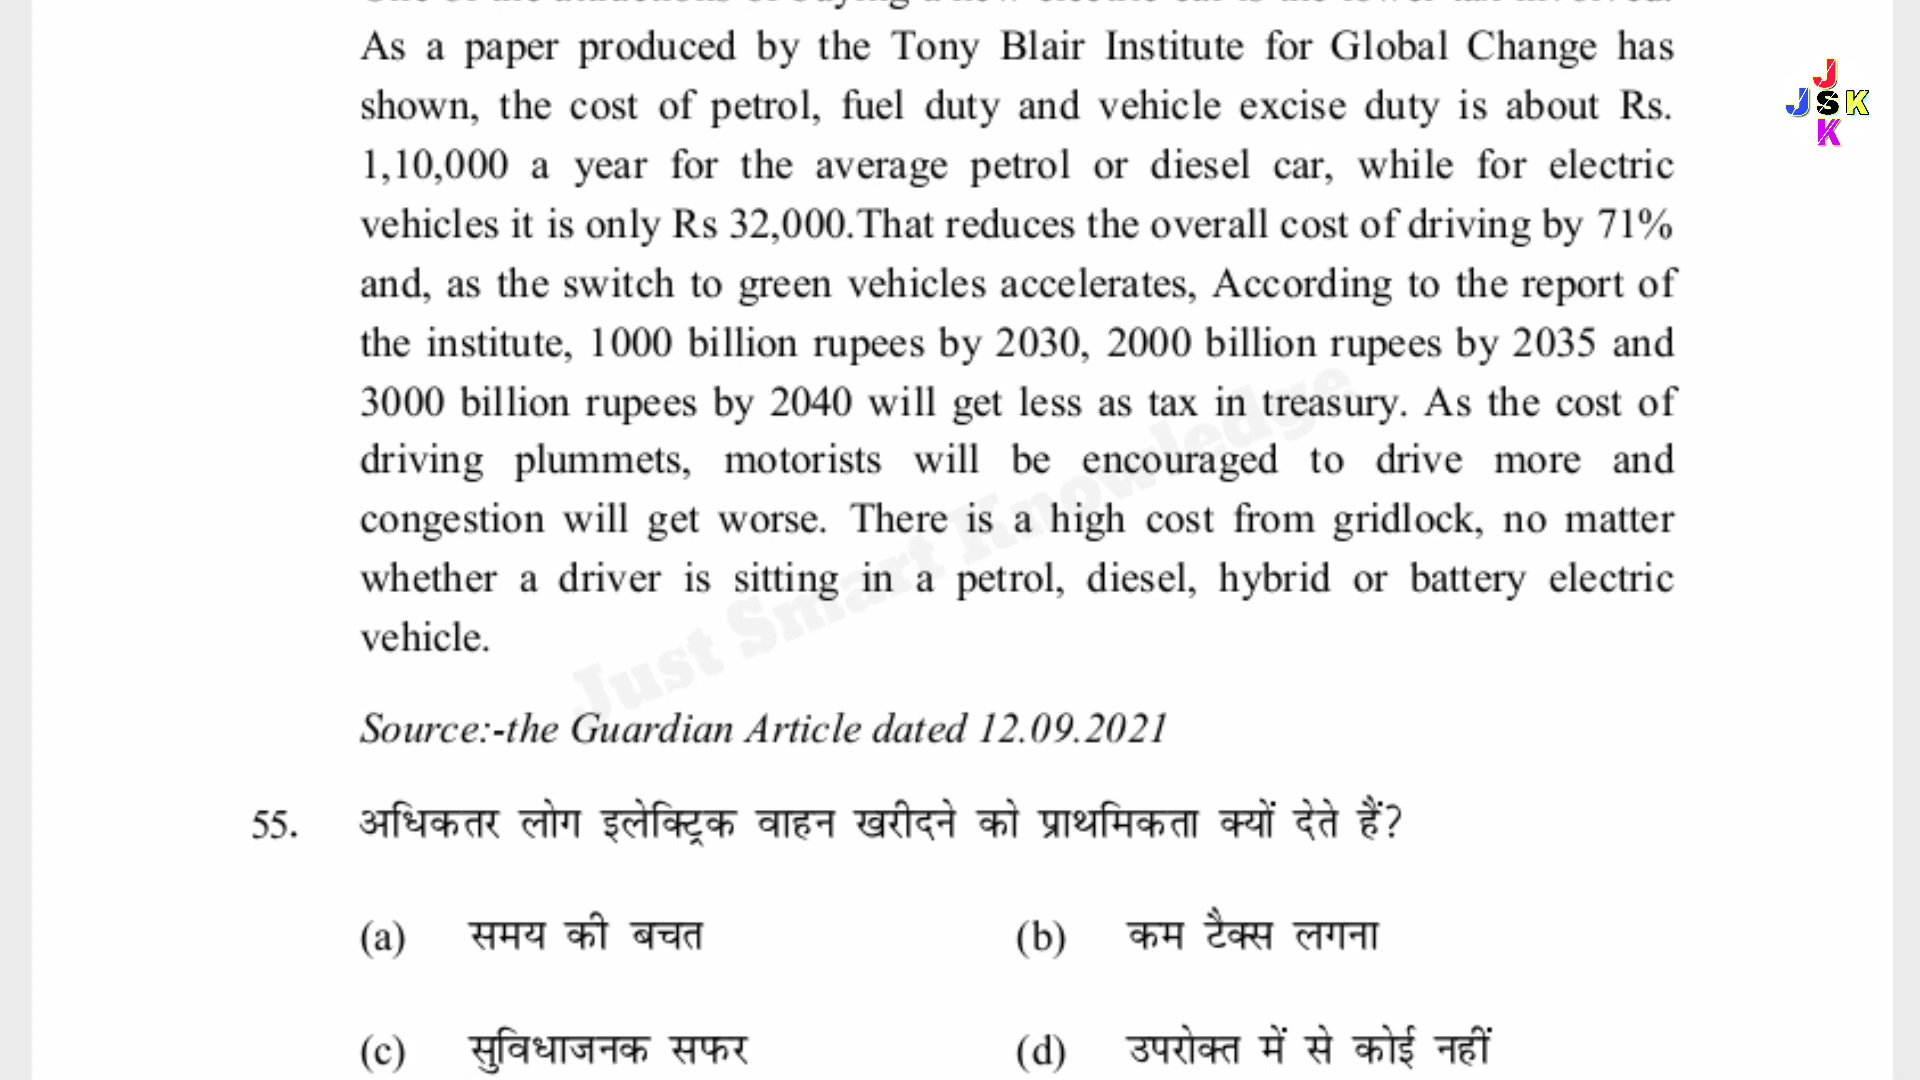 As a paper produced by the Tony Blair Institute for Global Change has
shown, the cost of petrol, fuel duty and vehicle excise duty is about Rs.
1,10,000 a year for the average petrol or diesel car, while for electric
vehicles it is only Rs 32,000.That reduces the overall cost of driving by 71%
and, as the switch to green vehicles accelerates, According to the report of
the institute, 1000 billion rupees by 2030, 2000 billion rupees by 2035 and
3000 billion rupees by 2040 will get less as tax in treasury. As the cost of
driving plummets, motorists will be encouraged to drive more and
congestion will get worse. There is a high cost from gridlock, no matter
whether a driver is sitting in a petrol, diesel, hybrid or battery electric
vehicle.
Just Smart Knowledge
Source:-the Guardian Article dated 12.09.2021
55. अधिकतर लोग इलेक्ट्रिक वाहन खरीदने को प्राथमिकता क्यों देते हैं?
(a) समय की बचत (b) कम टैक्स लगना
(c) सुविधाजनक सफर (d) उपरोक्त में से कोई नहीं
J
JSK
K